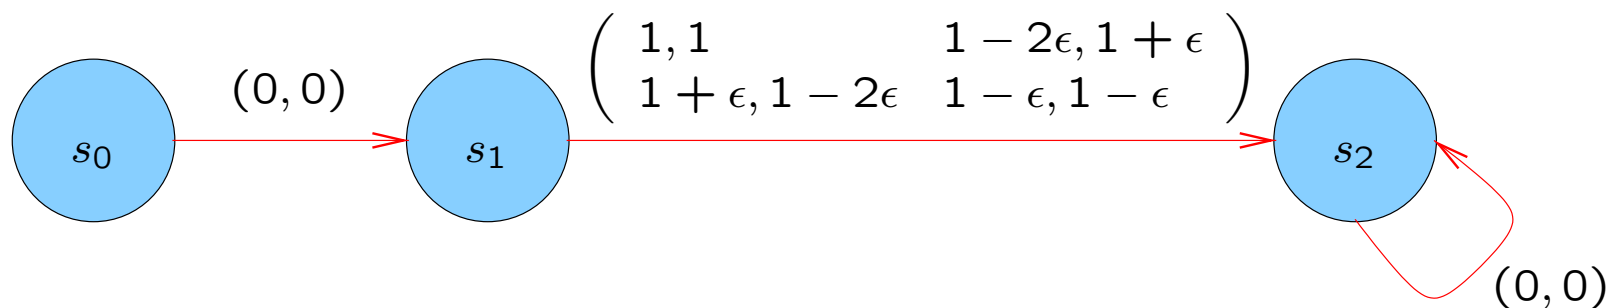 (0, 0)
1, 1 1 − 2ϵ, 1 + ϵ
1 + ϵ, 1 − 2ϵ 1 − ϵ, 1 − ϵ
s₀ s₁ s₂
(0, 0)